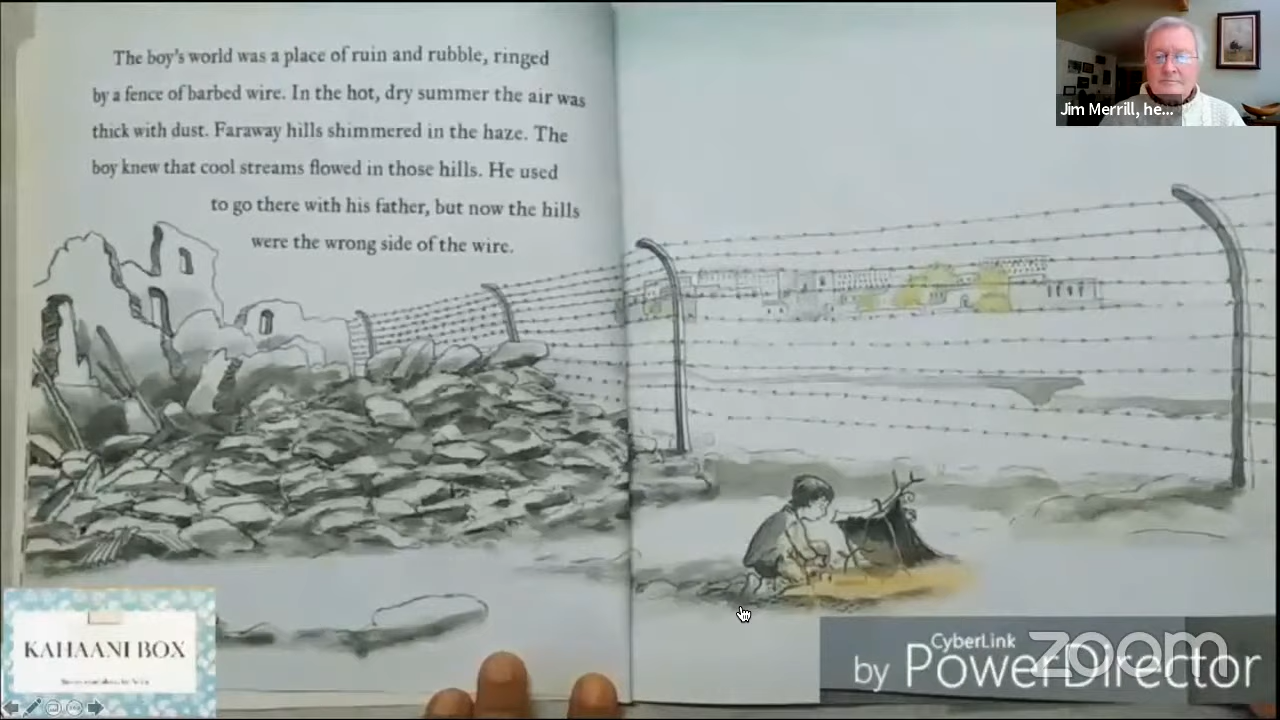 The boy's world was a place of ruin and rubble, ringed
by a fence of barbed wire. In the hot, dry summer the air was
thick with dust. Faraway hills shimmered in the haze. The
boy knew that cool streams flowed in those hills. He used
to go there with his father, but now the hills
were the wrong side of the wire.
Jim Merrill, he...
KAHAANI BOX
by CyberLink PowerDirector
zoom